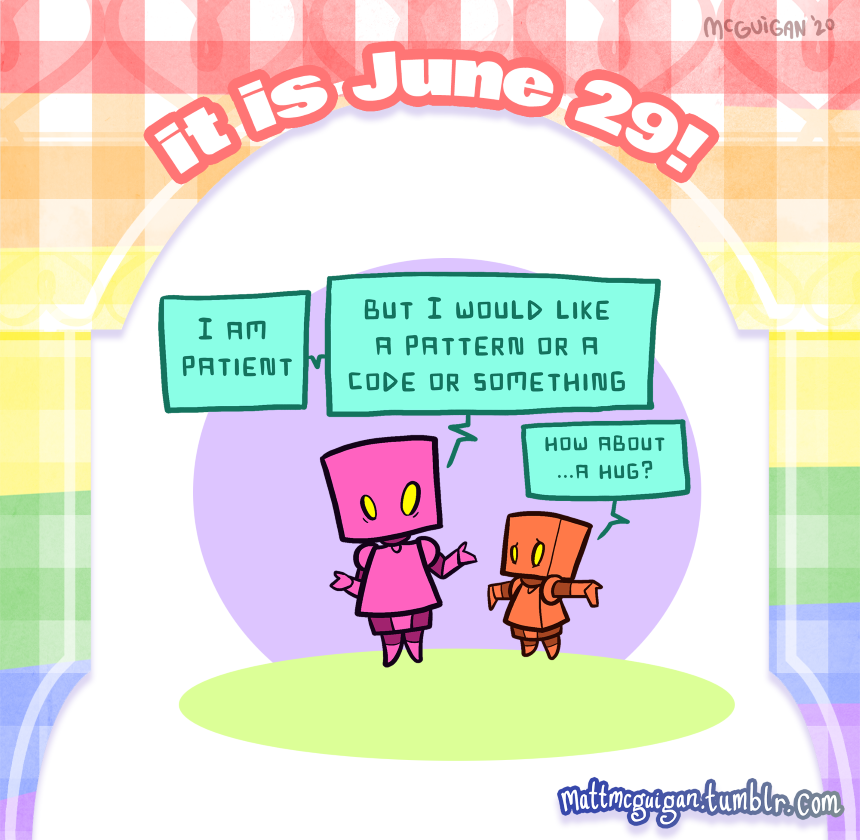 McGUiGAN '20
it is June 29!
I AM
PATIENT
BUT I WOULD LIKE
A PATTERN OR A
CODE OR SOMETHING
HOW ABOUT
...A HUG?
mattmcguigan.tumblr.com